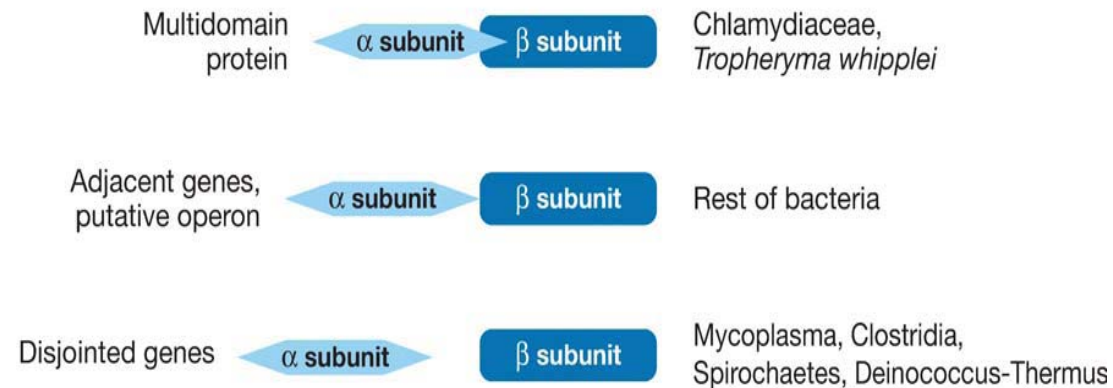 Multidomain
protein
α subunit
β subunit
Chlamydiaceae,
Tropheryma whipplei
Adjacent genes,
putative operon
α subunit
β subunit
Rest of bacteria
Disjointed genes
α subunit
β subunit
Mycoplasma, Clostridia,
Spirochaetes, Deinococcus-Thermus